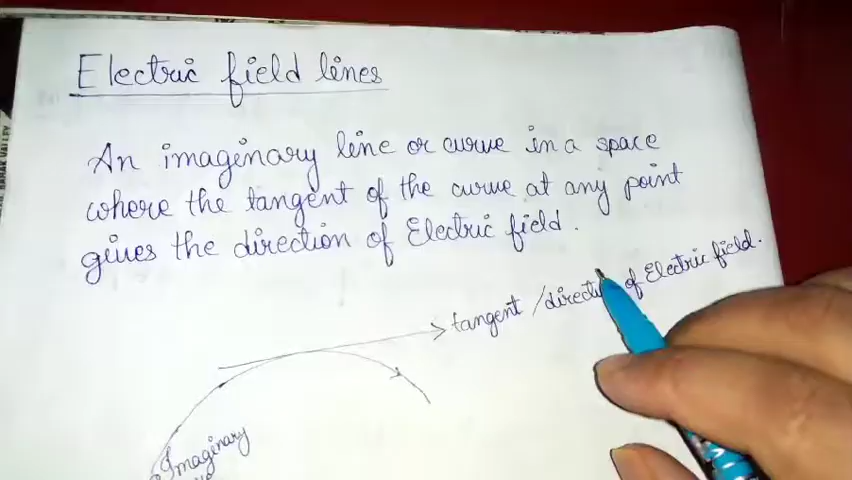 Electric field lines
An imaginary line or curve in a space
where the tangent of the curve at any point
gives the direction of Electric field.
tangent / direction of Electric field.
Imaginary